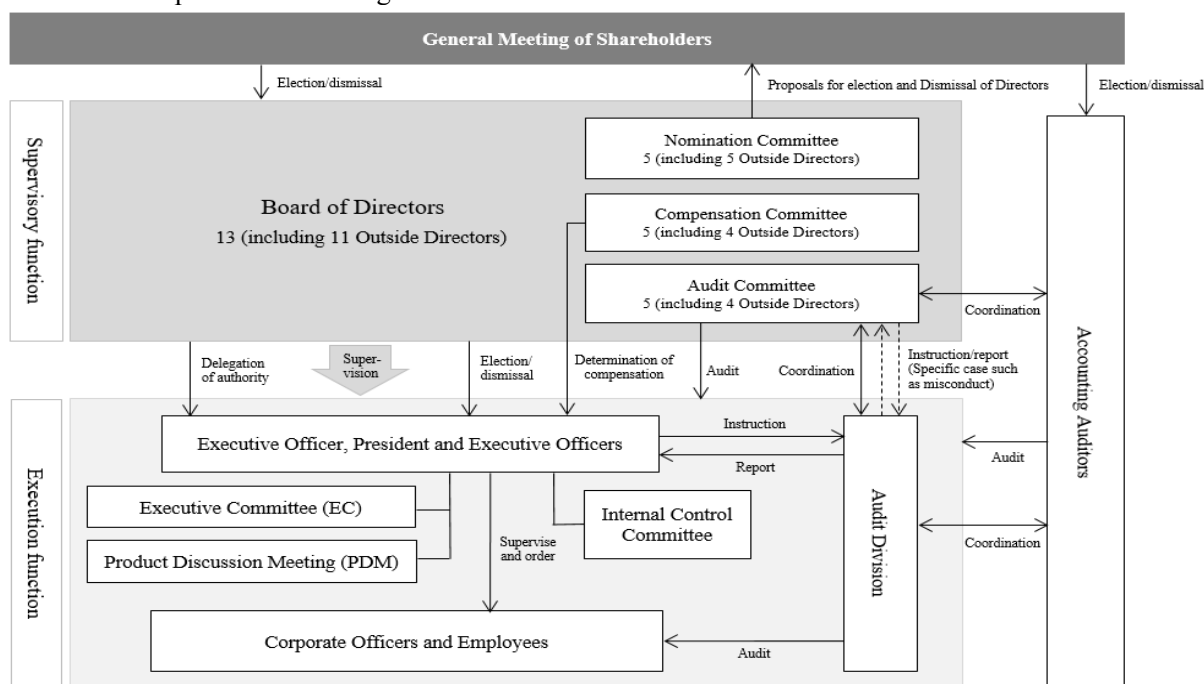 General Meeting of Shareholders
Election/dismissal
Proposals for election and Dismissal of Directors
Election/dismissal
Supervisory function
Board of Directors
13 (including 11 Outside Directors)
Nomination Committee
5 (including 5 Outside Directors)
Compensation Committee
5 (including 4 Outside Directors)
Audit Committee
5 (including 4 Outside Directors)
Coordination
Accounting Auditors
Delegation
of authority
Super-
vision
Election/
dismissal
Determination of
compensation
Audit
Coordination
Instruction/report
(Specific case such
as misconduct)
Execution function
Executive Officer, President and Executive Officers
Instruction
Report
Audit
Audit Division
Executive Committee (EC)
Product Discussion Meeting (PDM)
Supervise
and order
Internal Control
Committee
Coordination
Corporate Officers and Employees
Audit